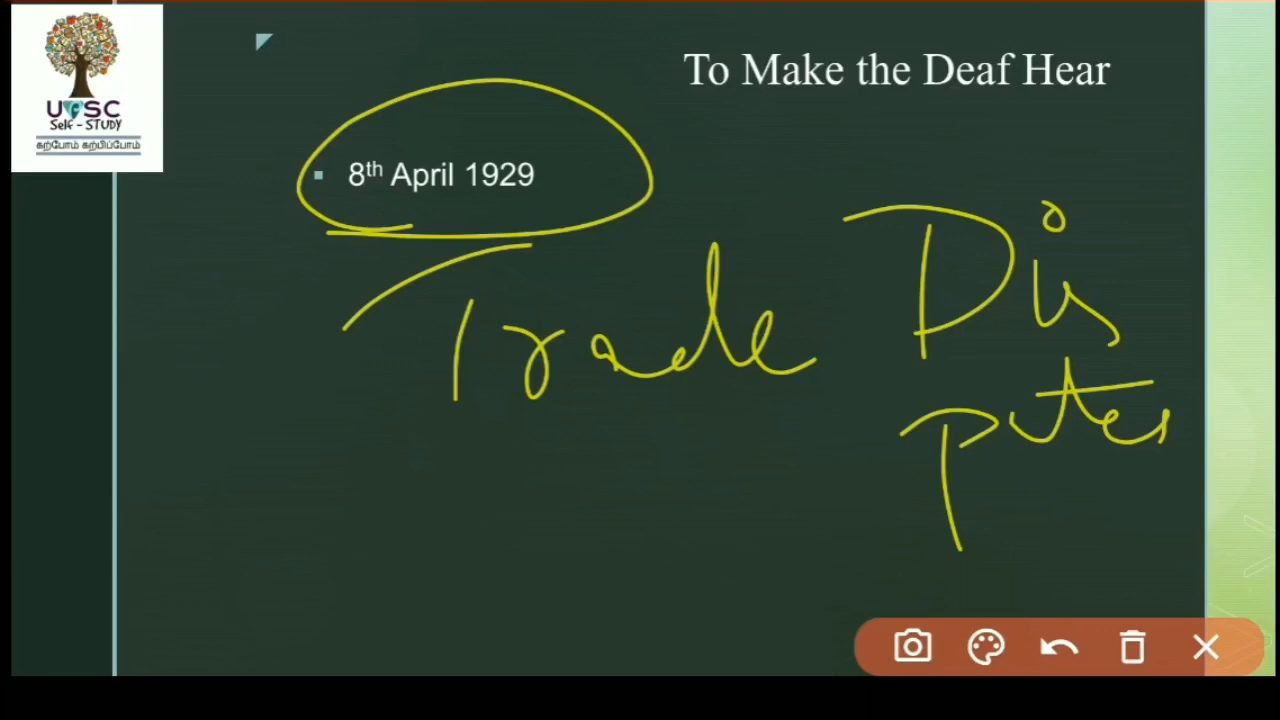 UPSC
Self - STUDY
கற்போம் கற்பிப்போம்
To Make the Deaf Hear
8th April 1929
Trade Dis
putes